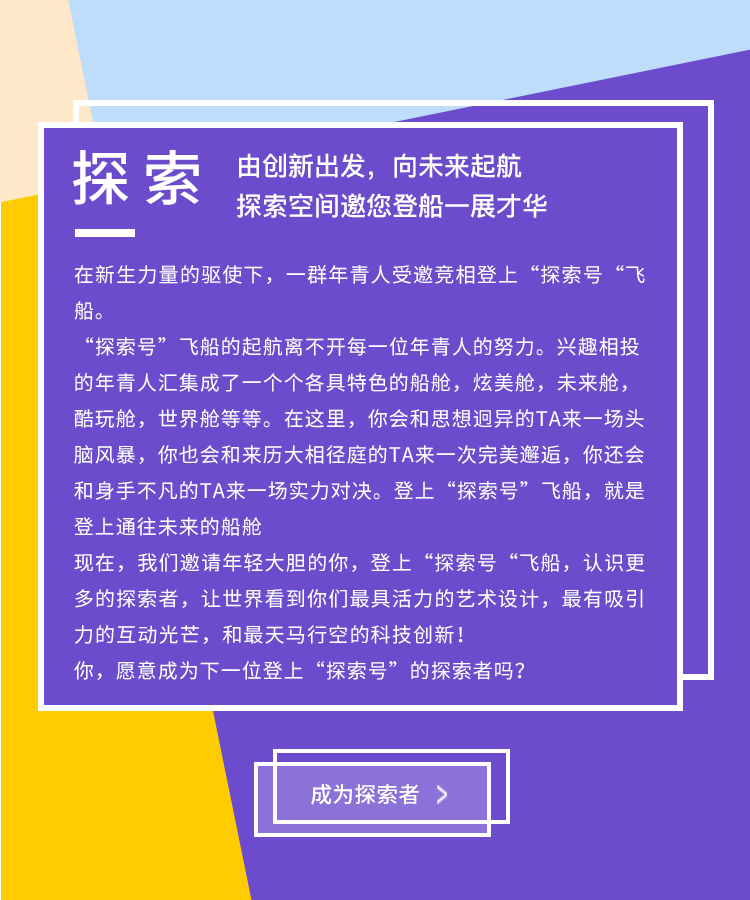 探索
由创新出发，向未来起航
探索空间邀您登船一展才华
在新生力量的驱使下，一群年青人受邀竞相登上“探索号“飞
船。
“探索号”飞船的起航离不开每一位年青人的努力。兴趣相投
的年青人汇集成了一个个各具特色的船舱，炫美舱，未来舱，
酷玩舱，世界舱等等。在这里，你会和思想迥异的TA来一场头
脑风暴，你也会和来历大相径庭的TA来一次完美邂逅，你还会
和身手不凡的TA来一场实力对决。登上“探索号”飞船，就是
登上通往未来的船舱
现在，我们邀请年轻大胆的你，登上“探索号“飞船，认识更
多的探索者，让世界看到你们最具活力的艺术设计，最有吸引
力的互动光芒，和最天马行空的科技创新！
你，愿意成为下一位登上“探索号”的探索者吗？
成为探索者 >